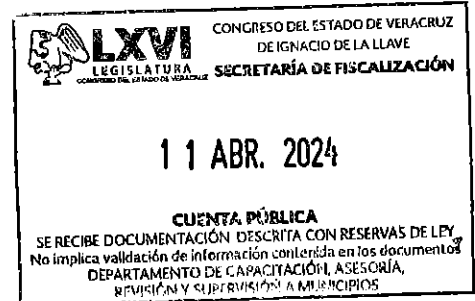 CONGRESO DEL ESTADO DE VERACRUZ
DE IGNACIO DE LA LLAVE
LXVI
LEGISLATURA
CONGRESO DEL ESTADO DE VERACRUZ
SECRETARÍA DE FISCALIZACIÓN
11 ABR. 2024
CUENTA PÚBLICA
SE RECIBE DOCUMENTACIÓN DESCRITA CON RESERVAS DE LEY
No implica validación de información contenida en los documentos
DEPARTAMENTO DE CAPACITACIÓN, ASESORÍA,
REVISIÓN Y SUPERVISIÓN A MUNICIPIOS